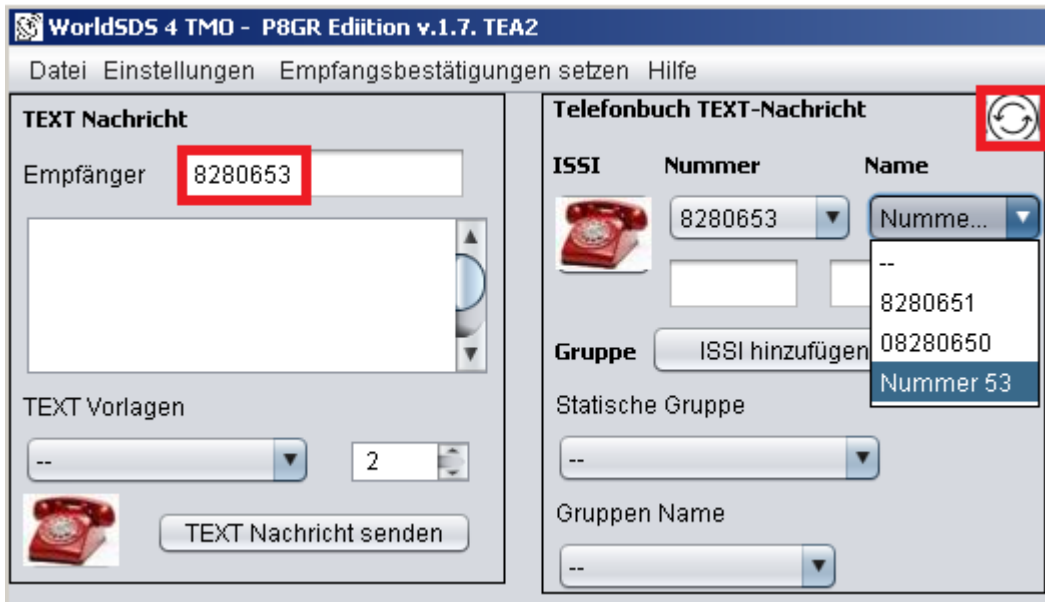 WorldSDS 4 TMO - P8GR Ediition v.1.7. TEA2
Datei Einstellungen Empfangsbestätigungen setzen Hilfe
TEXT Nachricht
Empfänger 8280653
TEXT Vorlagen
-- 2
TEXT Nachricht senden
Telefonbuch TEXT-Nachricht
ISSI Nummer Name
8280653 Numme...
--
8280651
08280650
Nummer 53
Gruppe ISSI hinzufügen
Statische Gruppe
--
Gruppen Name
--